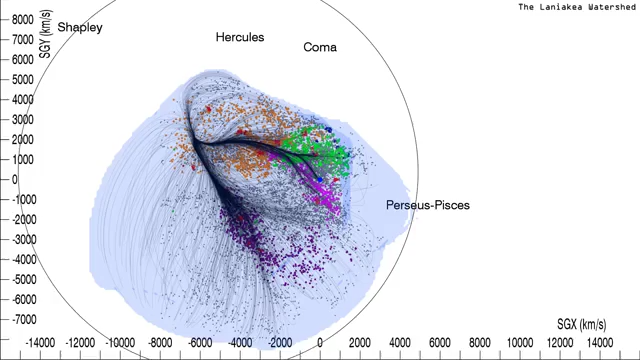 The Laniakea Watershed
8000
7000
6000
5000
4000
3000
2000
1000
0
-1000
-2000
-3000
-4000
-5000
-6000
-7000
SGY (km/s)
Shapley
Hercules
Coma
Perseus-Pisces
SGX (km/s)
-14000 -12000 -10000 -8000 -6000 -4000 -2000 0 2000 4000 6000 8000 10000 12000 14000